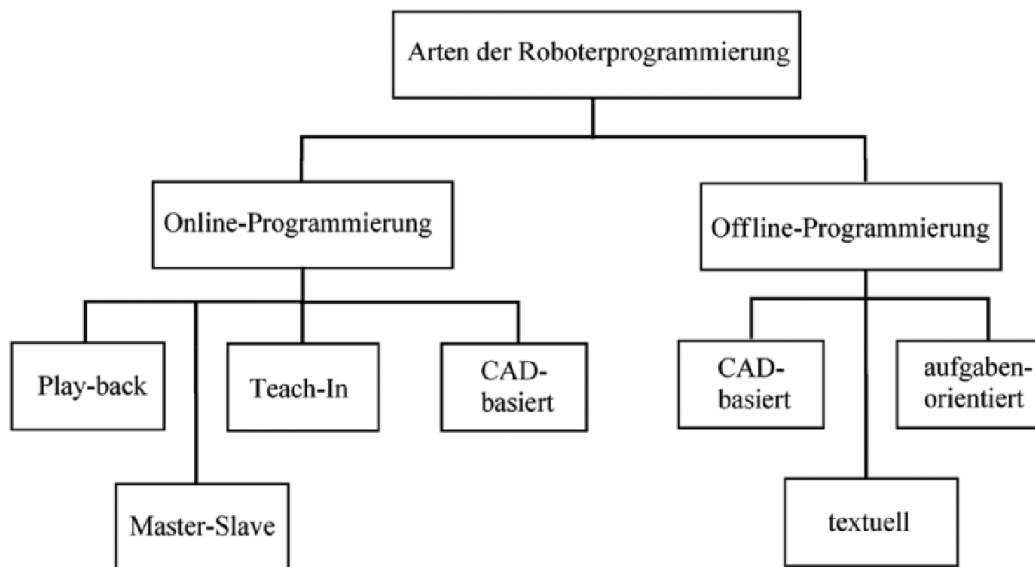 Arten der Roboterprogrammierung
Online-Programmierung
Offline-Programmierung
Play-back
Teach-In
CAD-
basiert
CAD-
basiert
aufgaben-
orientiert
Master-Slave
textuell